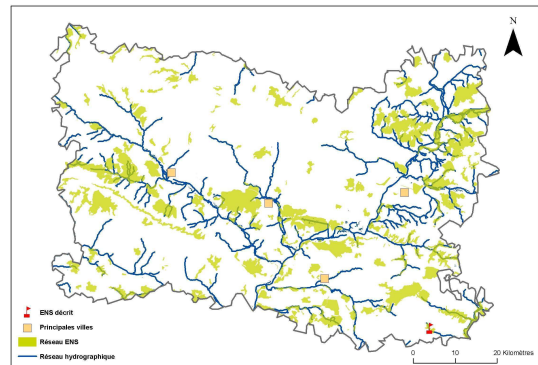 N
ENS décrit
Principales villes
Réseau ENS
Réseau hydrographique
0 10 20 Kilomètres